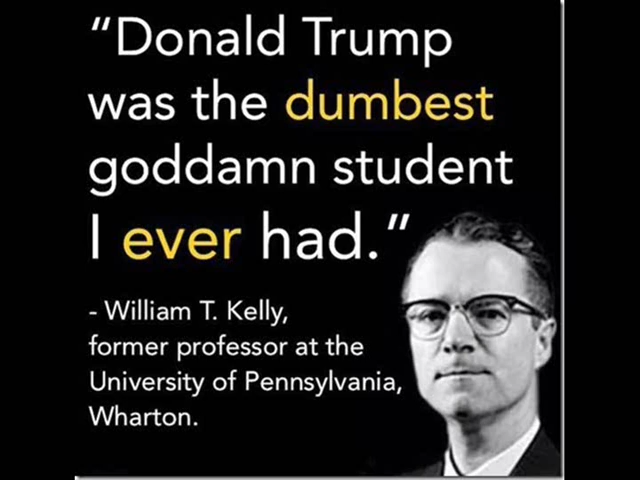 “Donald Trump
was the dumbest
goddamn student
I ever had.”
- William T. Kelly,
former professor at the
University of Pennsylvania,
Wharton.